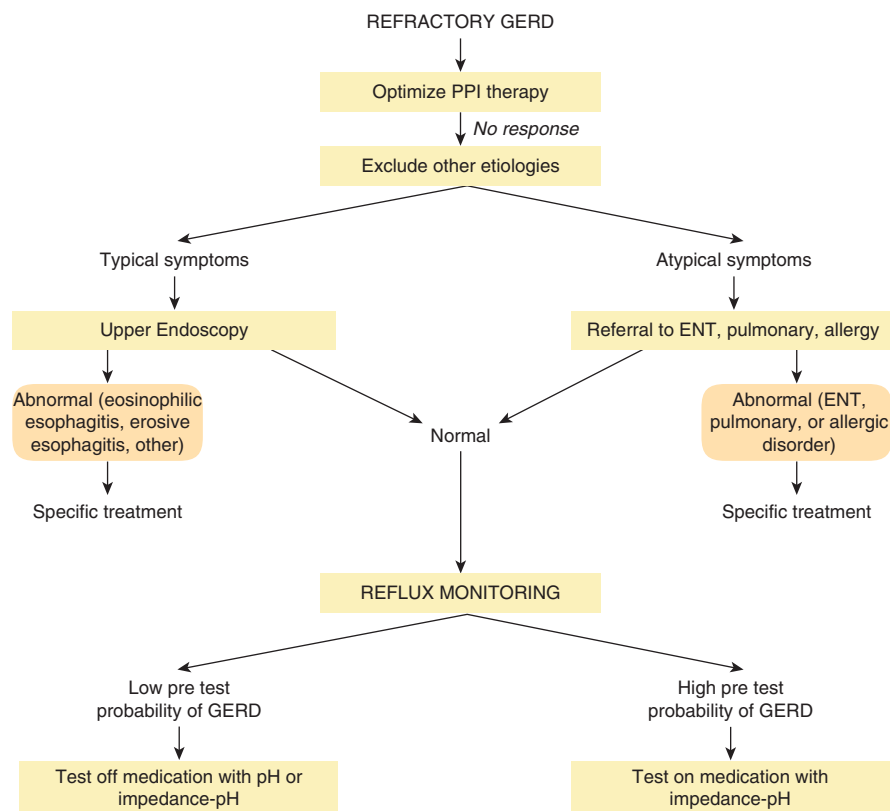 REFRACTORY GERD
Optimize PPI therapy
No response
Exclude other etiologies
Typical symptoms
Atypical symptoms
Upper Endoscopy
Referral to ENT, pulmonary, allergy
Abnormal (eosinophilic
esophagitis, erosive
esophagitis, other)
Normal
Abnormal (ENT,
pulmonary, or allergic
disorder)
Specific treatment
Specific treatment
REFLUX MONITORING
Low pre test
probability of GERD
High pre test
probability of GERD
Test off medication with pH or
impedance-pH
Test on medication with
impedance-pH